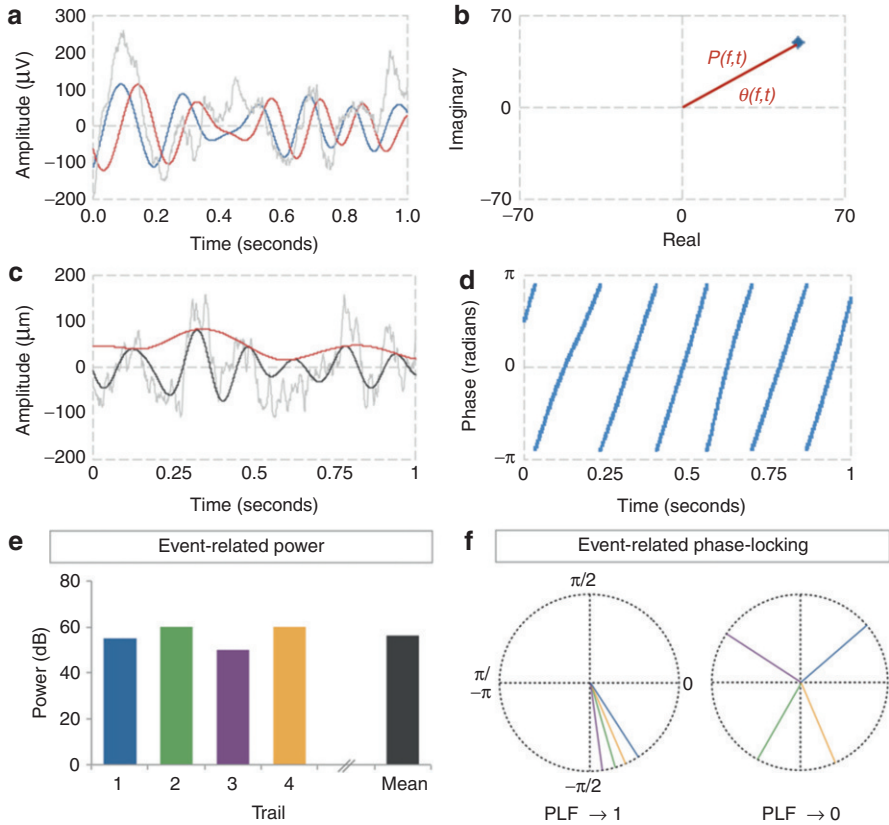 a
300
200
100
0
−100
−200
Amplitude (µV)
0.0 0.2 0.4 0.6 0.8 1.0
Time (seconds)
b
70
0
−70
Imaginary
P(f,t)
θ(f,t)
−70 0 70
Real
c
200
100
0
−100
−200
Amplitude (µm)
0 0.25 0.5 0.75 1
Time (seconds)
d
π
0
−π
Phase (radians)
0 0.25 0.5 0.75 1
Time (seconds)
e
Event-related power
80
60
40
20
0
Power (dB)
1 2 3 4 Mean
Trail
f
Event-related phase-locking
π/2
π/
−π
0
−π/2
PLF → 1
PLF → 0